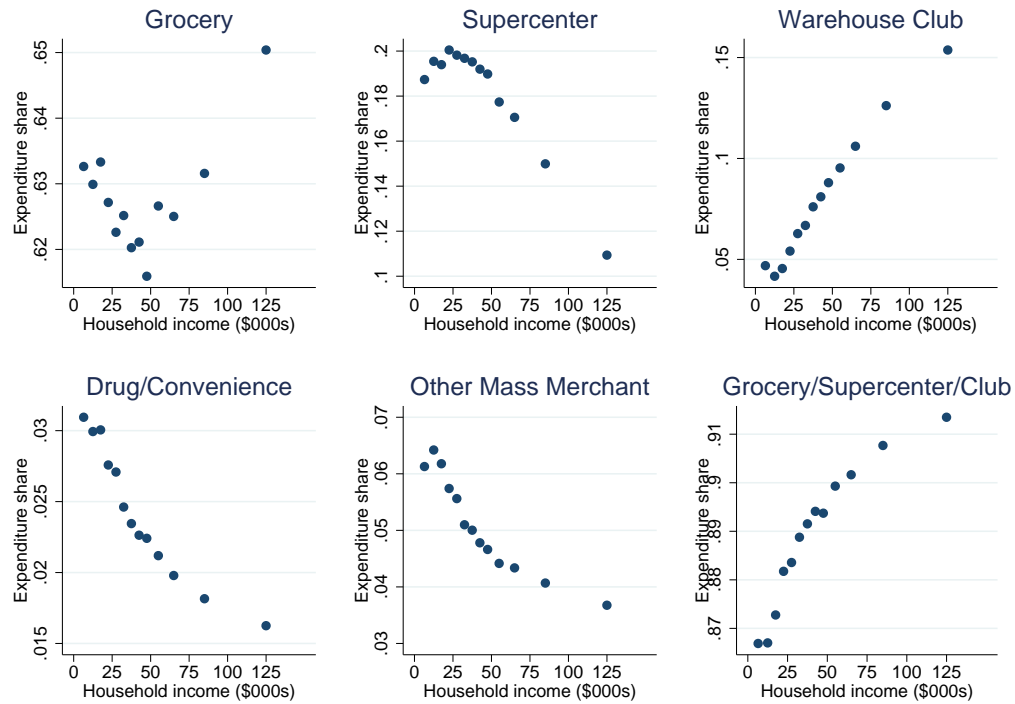 Grocery
Expenditure share
.65
.64
.63
.62
0 25 50 75 100 125
Household income ($000s)
Supercenter
Expenditure share
.2
.18
.16
.14
.12
.1
0 25 50 75 100 125
Household income ($000s)
Warehouse Club
Expenditure share
.15
.1
.05
0 25 50 75 100 125
Household income ($000s)
Drug/Convenience
Expenditure share
.03
.025
.02
.015
0 25 50 75 100 125
Household income ($000s)
Other Mass Merchant
Expenditure share
.07
.06
.05
.04
.03
0 25 50 75 100 125
Household income ($000s)
Grocery/Supercenter/Club
Expenditure share
.91
.9
.89
.88
.87
0 25 50 75 100 125
Household income ($000s)